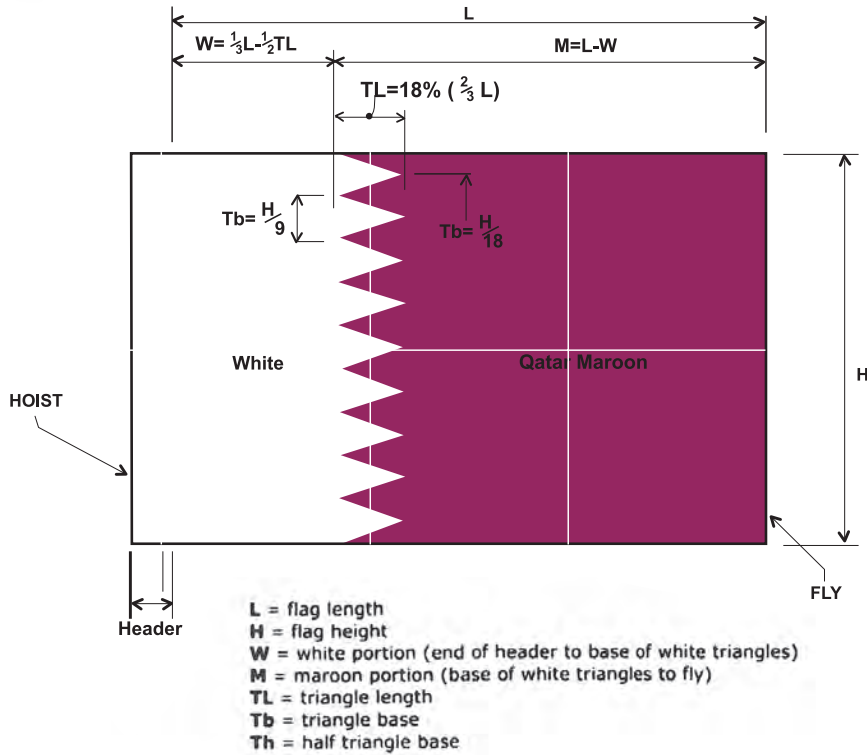 L
W= ⅓L-½TL
M=L-W
TL=18% ( ⅔ L)
Tb= H/9
Tb= H/18
White
Qatar Maroon
H
HOIST
FLY
Header
L = flag length
H = flag height
W = white portion (end of header to base of white triangles)
M = maroon portion (base of white triangles to fly)
TL = triangle length
Tb = triangle base
Th = half triangle base